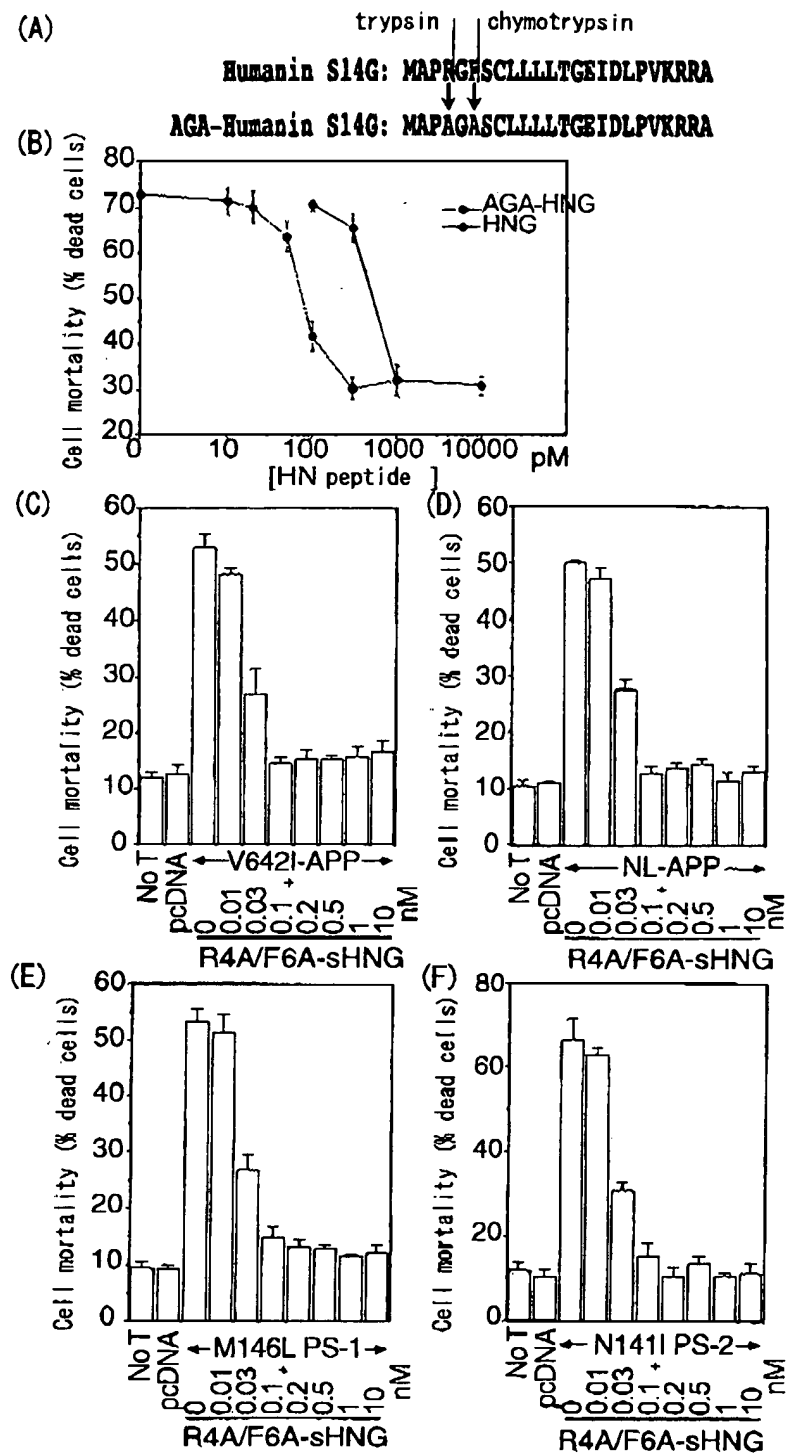 (A)
trypsin chymotrypsin
Humanin S14G: MAPRGFSCLLLLTGEIDLPVKRRA
AGA-Humanin S14G: MAPAGASCLLLLTGEIDLPVKRRA
(B)
Cell mortality (% dead cells)
80
70
60
50
40
30
20
AGA-HNG
HNG
0 10 100 1000 10000 pM
[HN peptide ]
(C)
Cell mortality (% dead cells)
60
50
40
30
20
10
0
No T
pcDNA
V642I-APP
+
0 0.01 0.03 0.1 0.2 0.5 1 10 nM
R4A/F6A-sHNG
(D)
Cell mortality (% dead cells)
60
50
40
30
20
10
0
No T
pcDNA
NL-APP
+
0 0.01 0.03 0.1 0.2 0.5 1 10 nM
R4A/F6A-sHNG
(E)
Cell mortality (% dead cells)
60
50
40
30
20
10
0
No T
pcDNA
M146L PS-1
+
0 0.01 0.03 0.1 0.2 0.5 1 10 nM
R4A/F6A-sHNG
(F)
Cell mortality (% dead cells)
80
60
40
20
0
No T
pcDNA
N141I PS-2
+
0 0.01 0.03 0.1 0.2 0.5 1 10 nM
R4A/F6A-sHNG